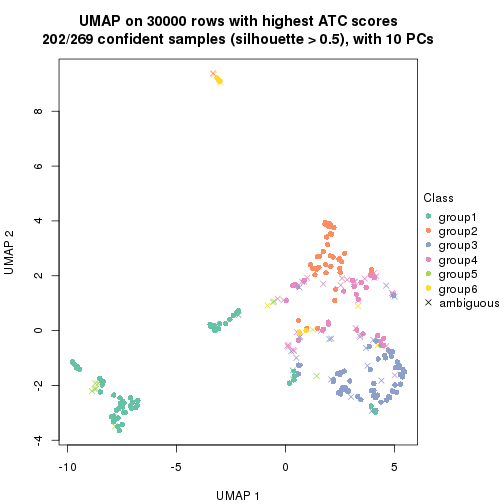 UMAP on 30000 rows with highest ATC scores
202/269 confident samples (silhouette > 0.5), with 10 PCs
UMAP 2
8
6
4
2
0
-2
-4
-10
-5
0
5
UMAP 1
Class
group1
group2
group3
group4
group5
group6
ambiguous